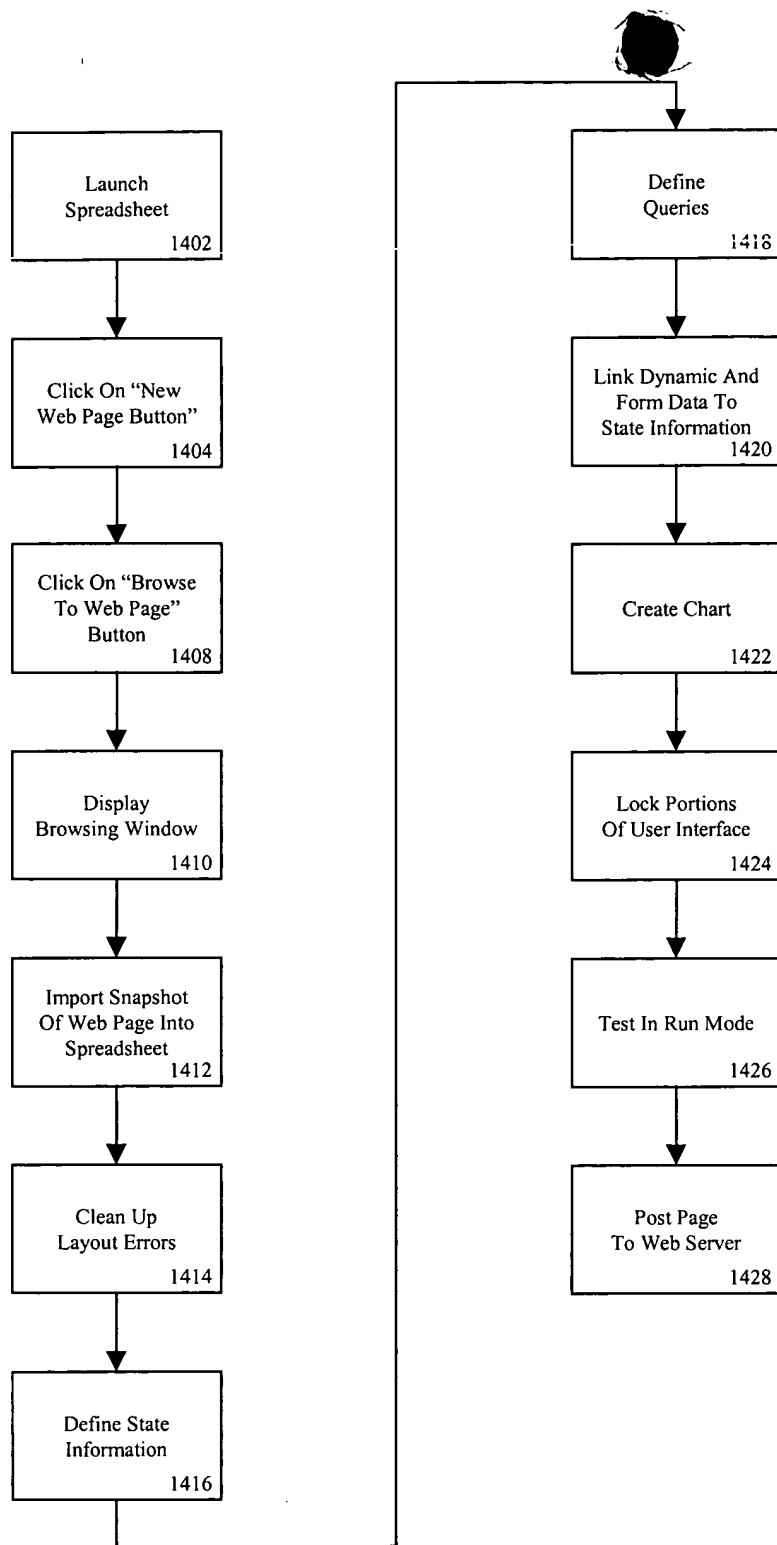 Launch
Spreadsheet
1402
Click On “New
Web Page Button”
1404
Click On “Browse
To Web Page”
Button
1408
Display
Browsing Window
1410
Import Snapshot
Of Web Page Into
Spreadsheet
1412
Clean Up
Layout Errors
1414
Define State
Information
1416
Define
Queries
1418
Link Dynamic And
Form Data To
State Information
1420
Create Chart
1422
Lock Portions
Of User Interface
1424
Test In Run Mode
1426
Post Page
To Web Server
1428